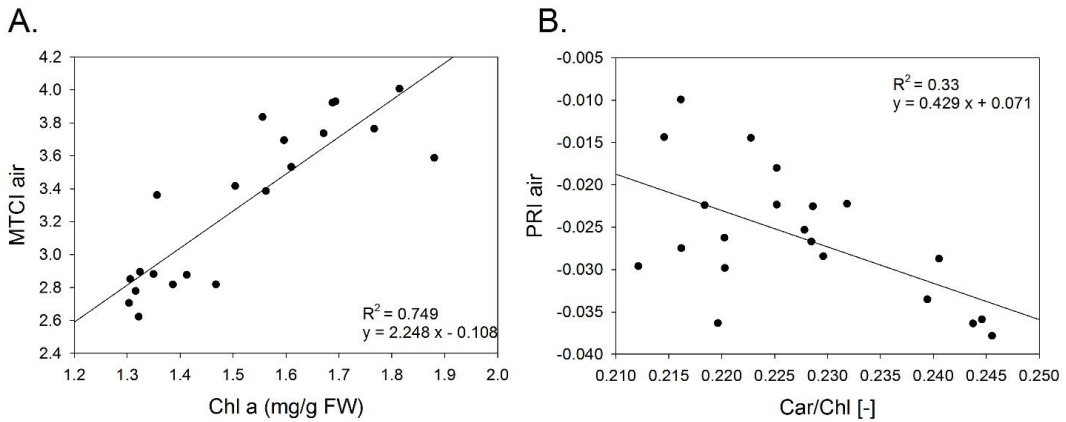 A.
4.2
4.0
3.8
3.6
3.4
3.2
3.0
2.8
2.6
2.4
MTCI air
R² = 0.749
y = 2.248 x - 0.108
1.2 1.3 1.4 1.5 1.6 1.7 1.8 1.9 2.0
Chl a (mg/g FW)
B.
-0.005
-0.010
-0.015
-0.020
-0.025
-0.030
-0.035
-0.040
PRI air
R² = 0.33
y = 0.429 x + 0.071
0.210 0.215 0.220 0.225 0.230 0.235 0.240 0.245 0.250
Car/Chl [-]